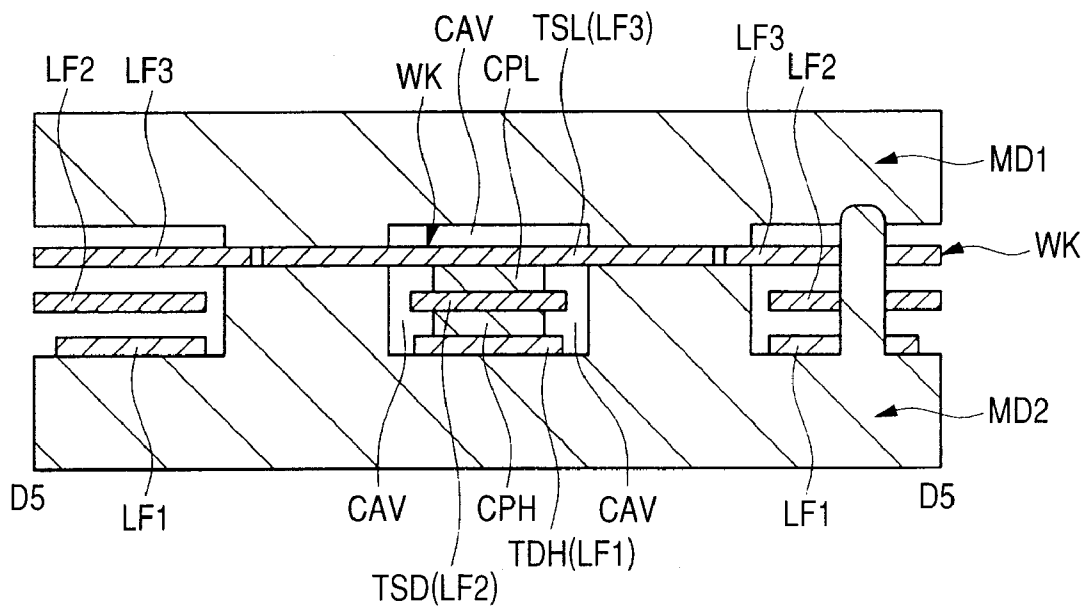 CAV
TSL(LF3)
LF2
LF3
WK
CPL
LF3
LF2
MD1
WK
MD2
D5
LF1
CAV
CPH
CAV
LF1
D5
TDH(LF1)
TSD(LF2)